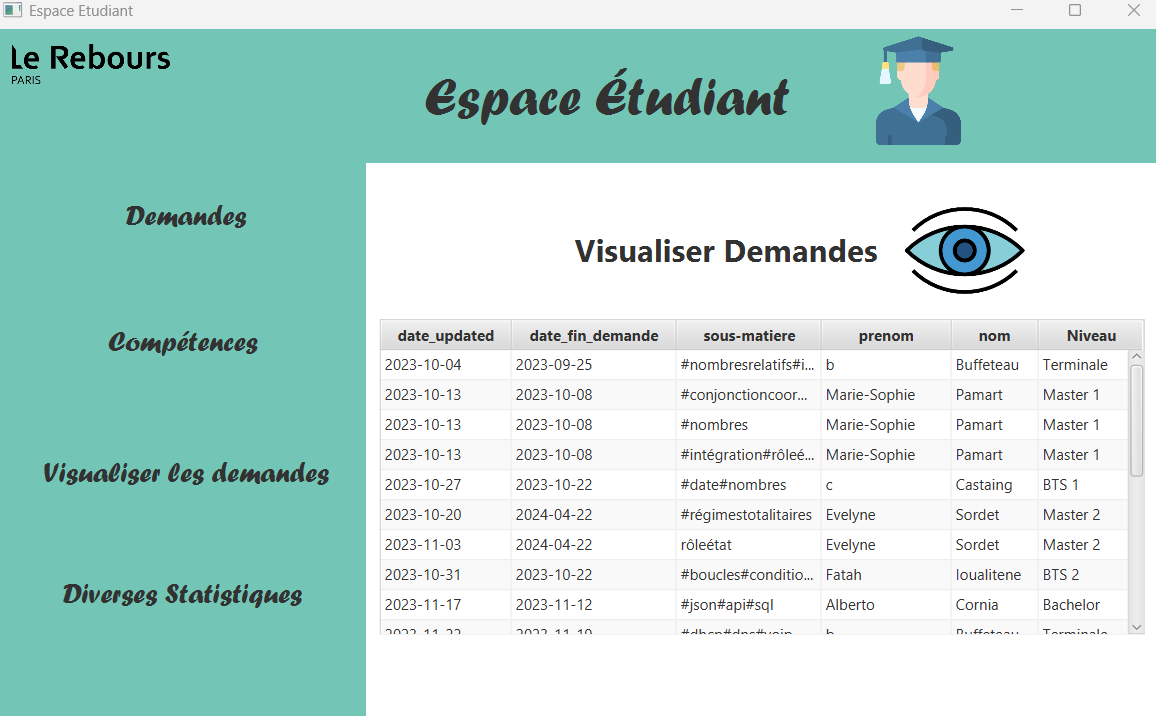 Espace Etudiant
Le Rebours
PARIS
Espace Étudiant
Demandes
Compétences
Visualiser les demandes
Diverses Statistiques
Visualiser Demandes
date_updated date_fin_demande sous-matiere prenom nom Niveau
2023-10-04 2023-09-25 #nombresrelatifs#i... b Buffeteau Terminale
2023-10-13 2023-10-08 #conjonctioncoor... Marie-Sophie Pamart Master 1
2023-10-13 2023-10-08 #nombres Marie-Sophie Pamart Master 1
2023-10-13 2023-10-08 #intégration#rôleé... Marie-Sophie Pamart Master 1
2023-10-27 2023-10-22 #date#nombres c Castaing BTS 1
2023-10-20 2024-04-22 #régimestotalitaires Evelyne Sordet Master 2
2023-11-03 2024-04-22 rôleétat Evelyne Sordet Master 2
2023-10-31 2023-10-22 #boucles#conditio... Fatah Ioualitene BTS 2
2023-11-17 2023-11-12 #json#api#sql Alberto Cornia Bachelor